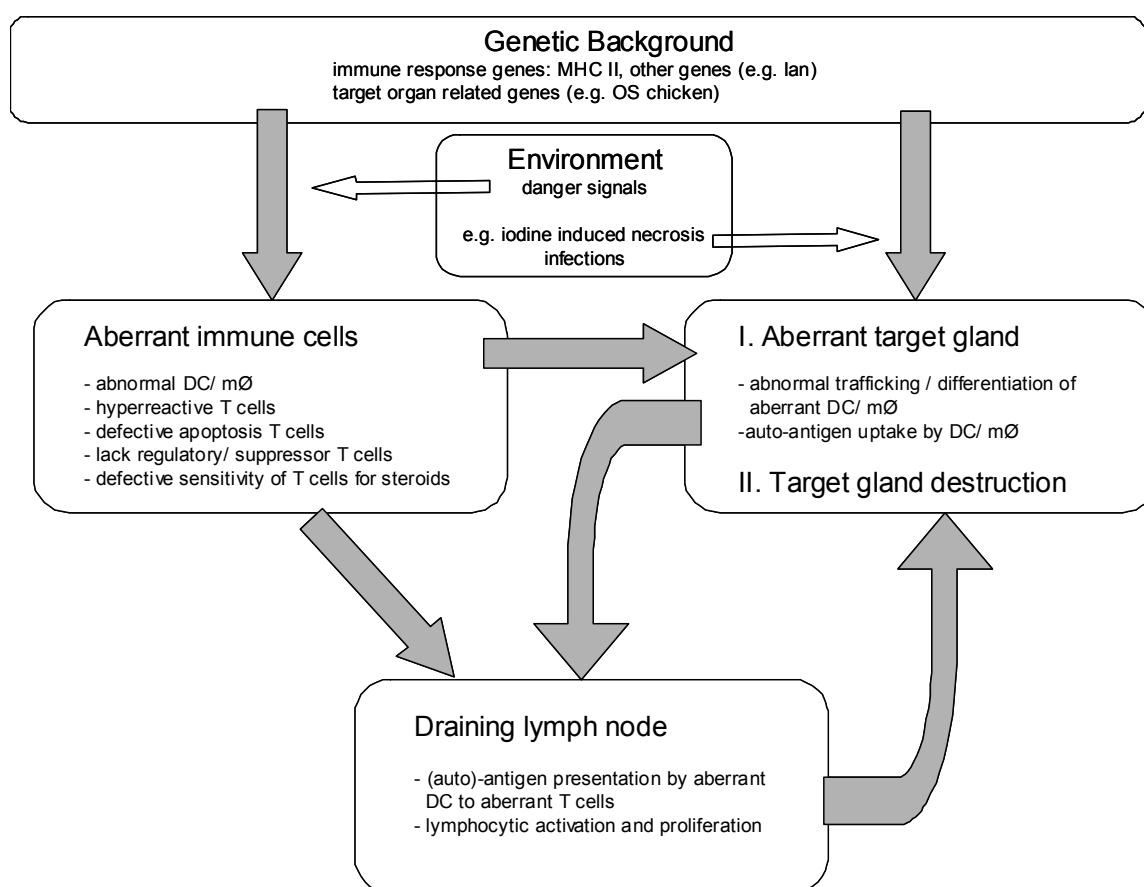 Genetic Background
immune response genes: MHC II, other genes (e.g. Ian)
target organ related genes (e.g. OS chicken)
Environment
danger signals
e.g. iodine induced necrosis
infections
Aberrant immune cells
- abnormal DC/ mØ
- hyperreactive T cells
- defective apoptosis T cells
- lack regulatory/ suppressor T cells
- defective sensitivity of T cells for steroids
I. Aberrant target gland
- abnormal trafficking / differentiation of
aberrant DC/ mØ
-auto-antigen uptake by DC/ mØ
II. Target gland destruction
Draining lymph node
- (auto)-antigen presentation by aberrant
DC to aberrant T cells
- lymphocytic activation and proliferation